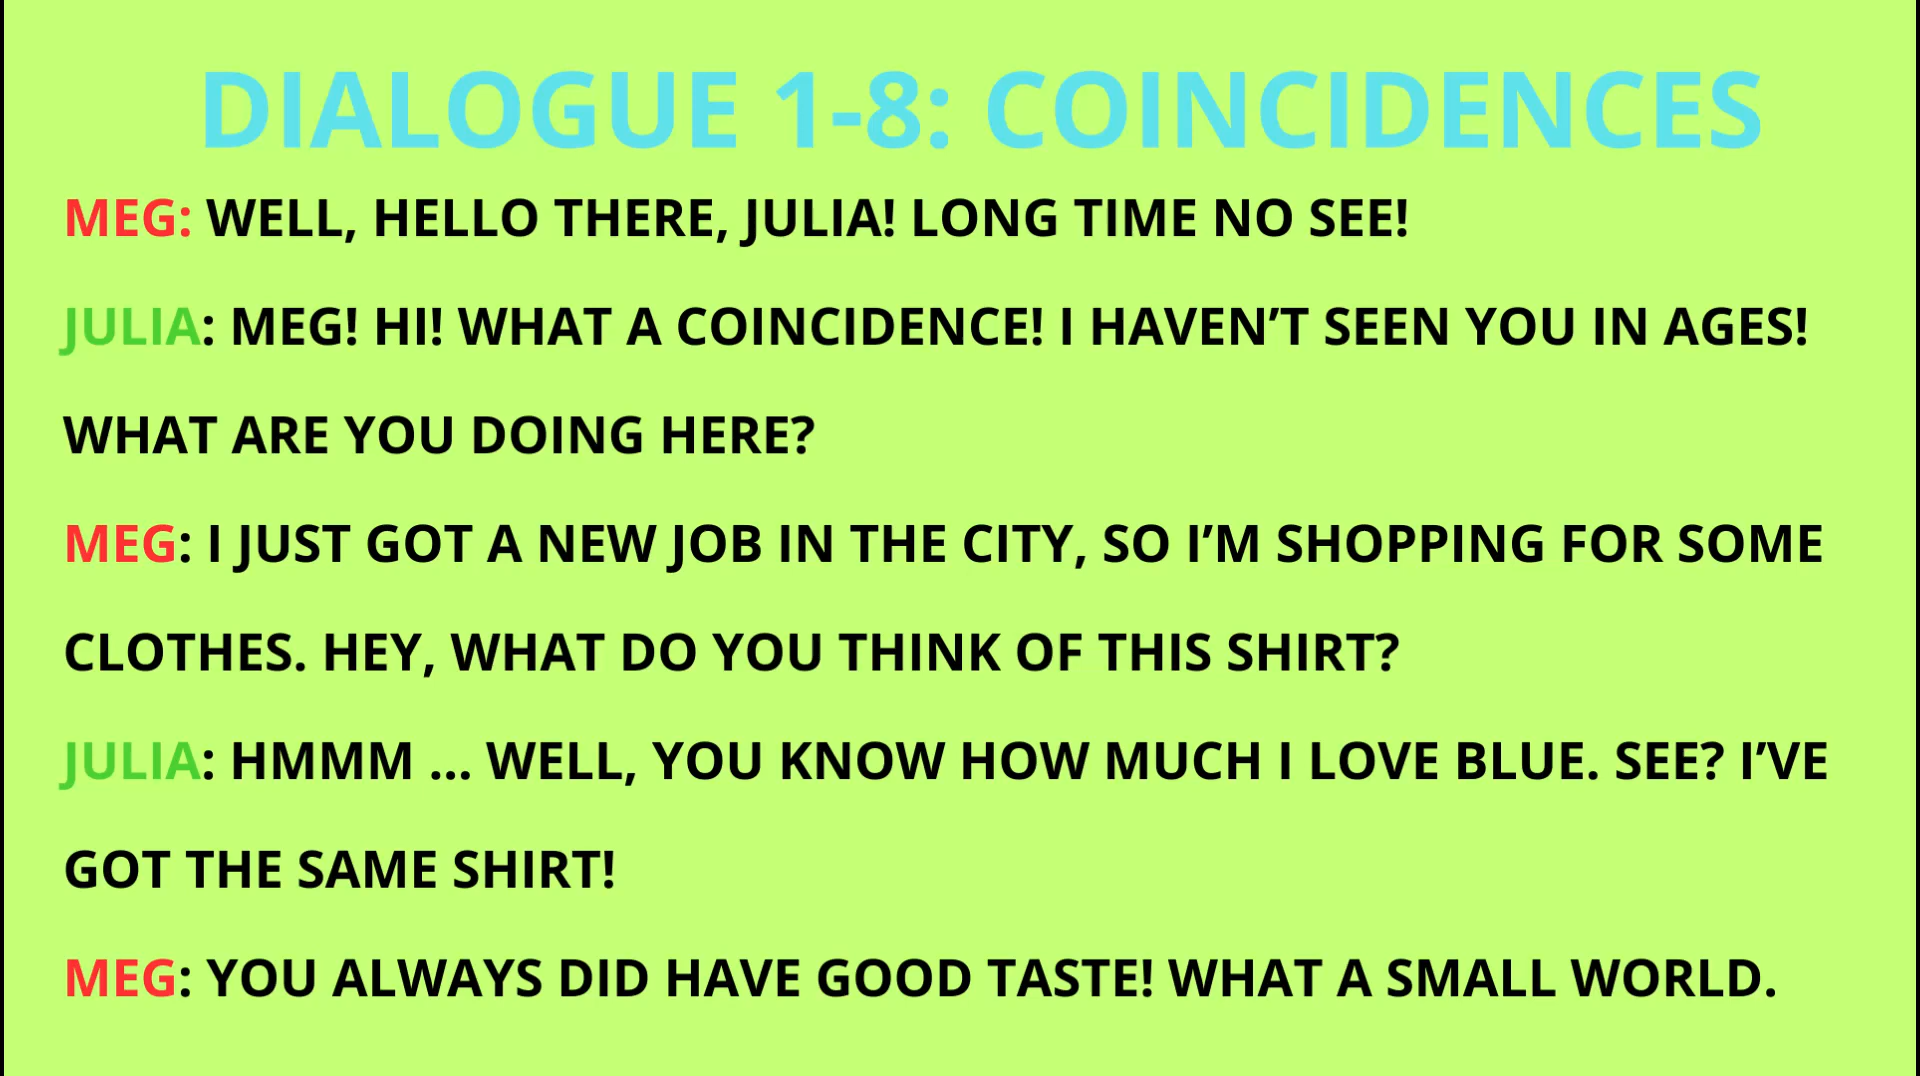 DIALOGUE 1-8: COINCIDENCES
MEG: WELL, HELLO THERE, JULIA! LONG TIME NO SEE!
JULIA: MEG! HI! WHAT A COINCIDENCE! I HAVEN’T SEEN YOU IN AGES!
WHAT ARE YOU DOING HERE?
MEG: I JUST GOT A NEW JOB IN THE CITY, SO I’M SHOPPING FOR SOME
CLOTHES. HEY, WHAT DO YOU THINK OF THIS SHIRT?
JULIA: HMMM ... WELL, YOU KNOW HOW MUCH I LOVE BLUE. SEE? I’VE
GOT THE SAME SHIRT!
MEG: YOU ALWAYS DID HAVE GOOD TASTE! WHAT A SMALL WORLD.